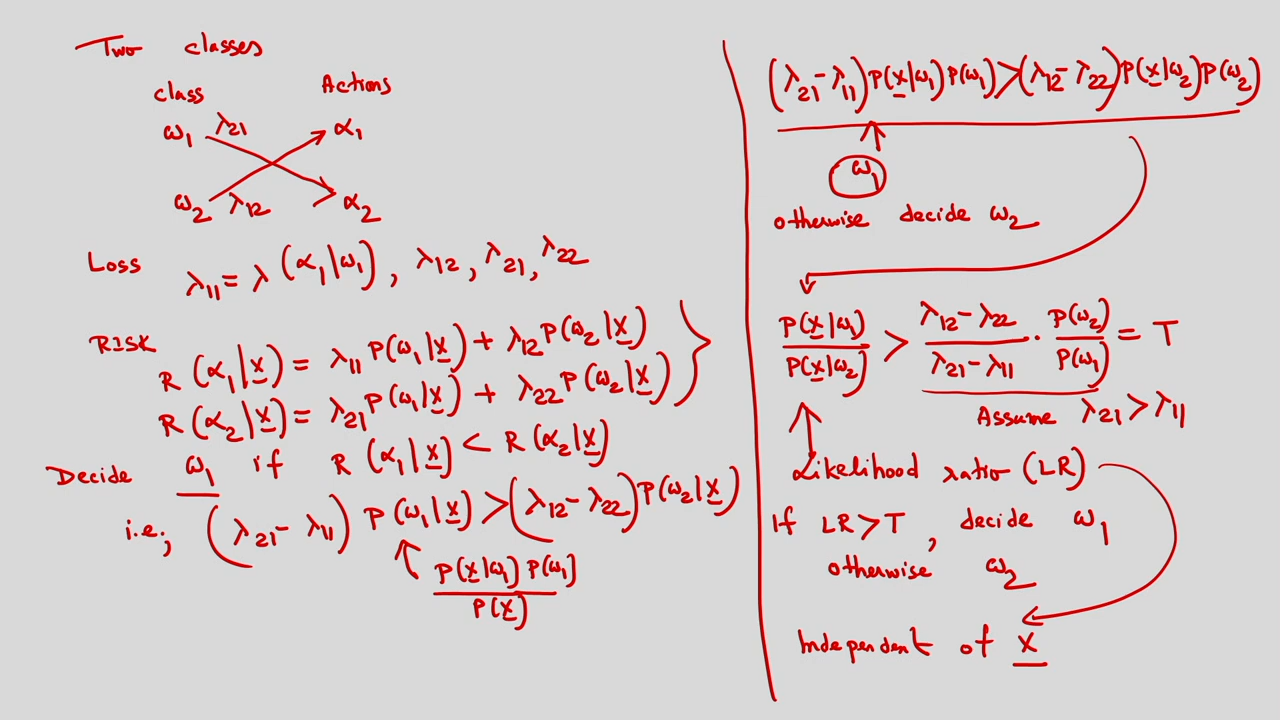 Two classes
class Actions
ω1 λ21 α1
ω2 λ12 α2
Loss λ11 = λ(α1|ω1), λ12, λ21, λ22
RISK
R(α1|x) = λ11 P(ω1|x) + λ12 P(ω2|x)
R(α2|x) = λ21 P(ω1|x) + λ22 P(ω2|x)
Decide ω1 if R(α1|x) < R(α2|x)
i.e., (λ21 - λ11) P(ω1|x) > (λ12 - λ22) P(ω2|x)
P(x|ω1) P(ω1)
P(x)
(λ21 - λ11) P(x|ω1) P(ω1) > (λ12 - λ22) P(x|ω2) P(ω2)
ω1
otherwise decide ω2
P(x|ω1) / P(x|ω2) > (λ12 - λ22) / (λ21 - λ11) · P(ω2) / P(ω1) = T
Assume λ21 > λ11
Likelihood ratio (LR)
If LR > T, decide ω1
otherwise ω2
Independent of x